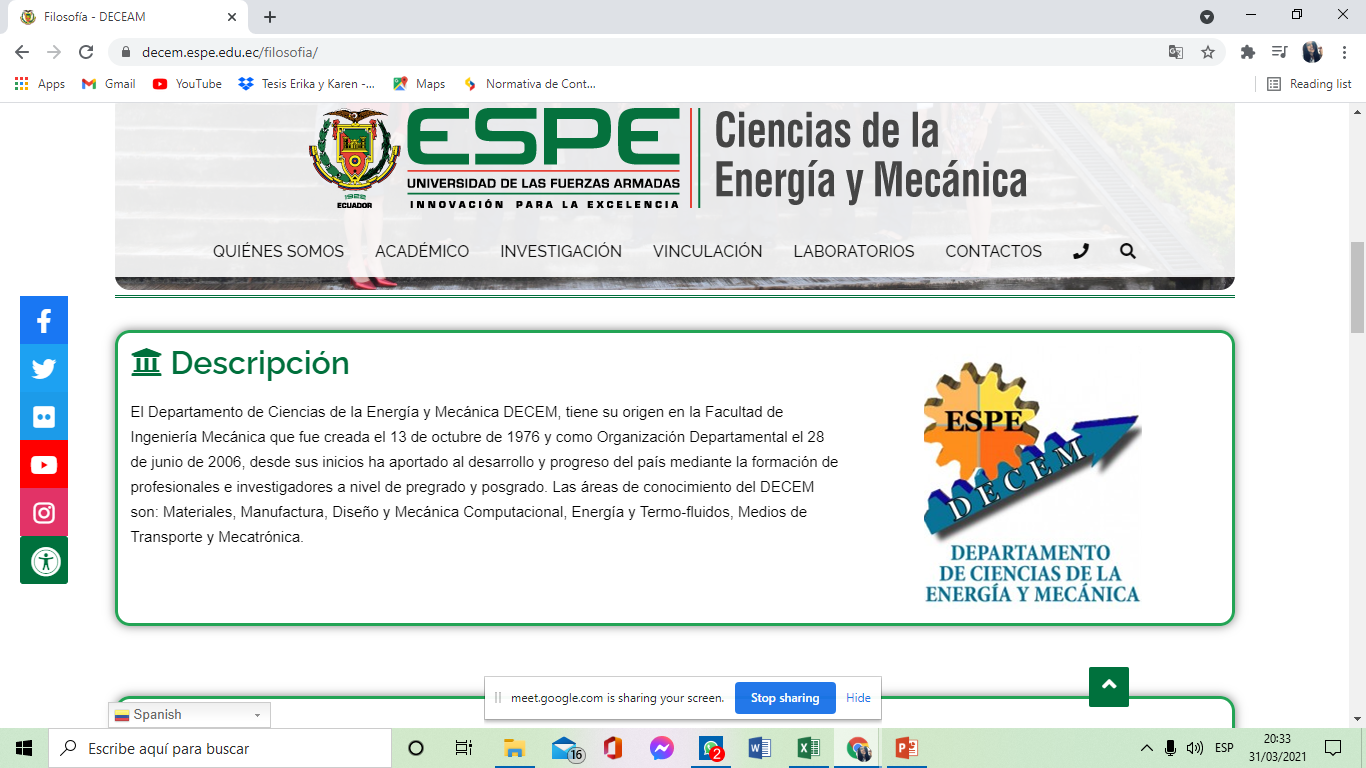 Filosofía - DECEAM
decem.espe.edu.ec/filosofia/
Apps
Gmail
YouTube
Tesis Erika y Karen -...
Maps
Normativa de Cont...
Reading list
ESPE
UNIVERSIDAD DE LAS FUERZAS ARMADAS
INNOVACIÓN PARA LA EXCELENCIA
1922
ECUADOR
Ciencias de la
Energía y Mecánica
QUIÉNES SOMOS
ACADÉMICO
INVESTIGACIÓN
VINCULACIÓN
LABORATORIOS
CONTACTOS
Descripción
El Departamento de Ciencias de la Energía y Mecánica DECEM, tiene su origen en la Facultad de
Ingeniería Mecánica que fue creada el 13 de octubre de 1976 y como Organización Departamental el 28
de junio de 2006, desde sus inicios ha aportado al desarrollo y progreso del país mediante la formación de
profesionales e investigadores a nivel de pregrado y posgrado. Las áreas de conocimiento del DECEM
son: Materiales, Manufactura, Diseño y Mecánica Computacional, Energía y Termo-fluidos, Medios de
Transporte y Mecatrónica.
ESPE
DECEM
DEPARTAMENTO
DE CIENCIAS DE LA
ENERGÍA Y MECÁNICA
meet.google.com is sharing your screen.
Stop sharing
Hide
Spanish
Escribe aquí para buscar
16
2
ESP
20:33
31/03/2021